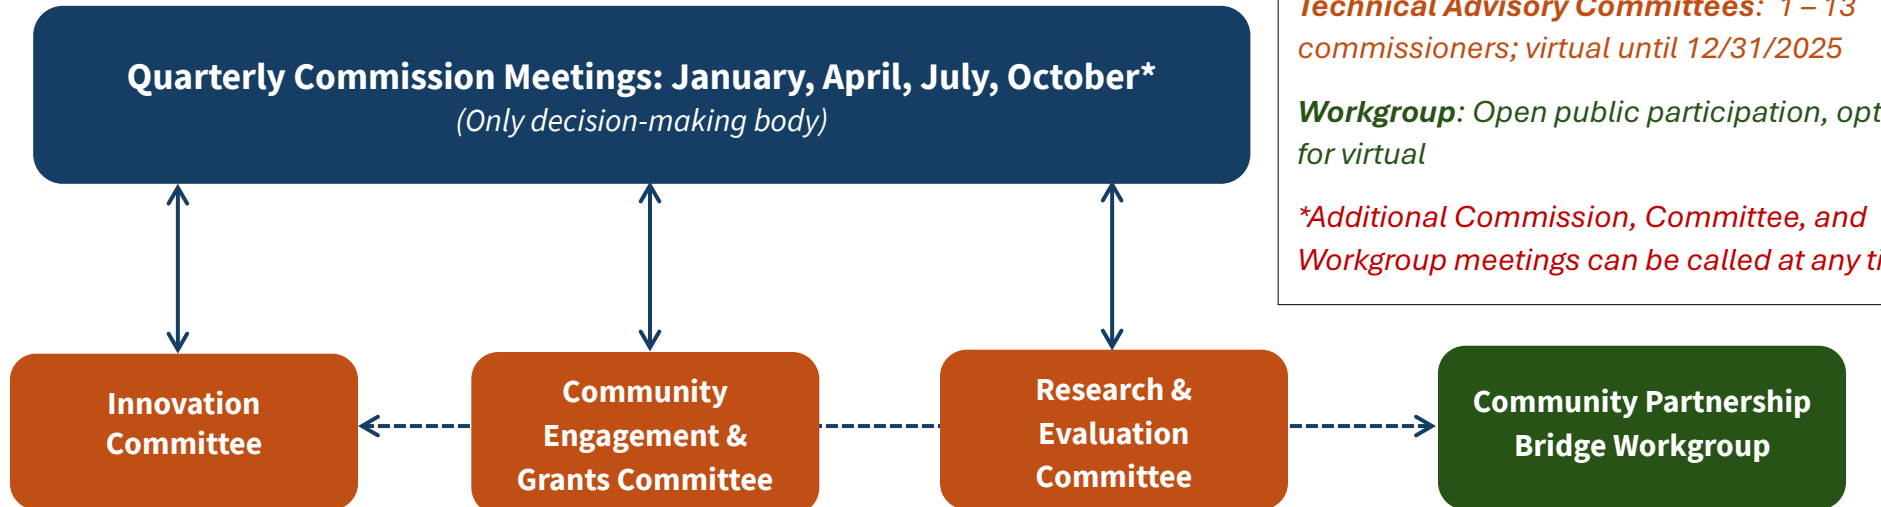 Quarterly Commission Meetings: January, April, July, October*
(Only decision-making body)
Technical Advisory Committees: 1 – 13
commissioners; virtual until 12/31/2025
Workgroup: Open public participation,
for virtual
*Additional Commission, Committee, and
Workgroup meetings can be called at any
Innovation
Committee
Community
Engagement &
Grants Committee
Research &
Evaluation
Committee
Community Partnership
Bridge Workgroup